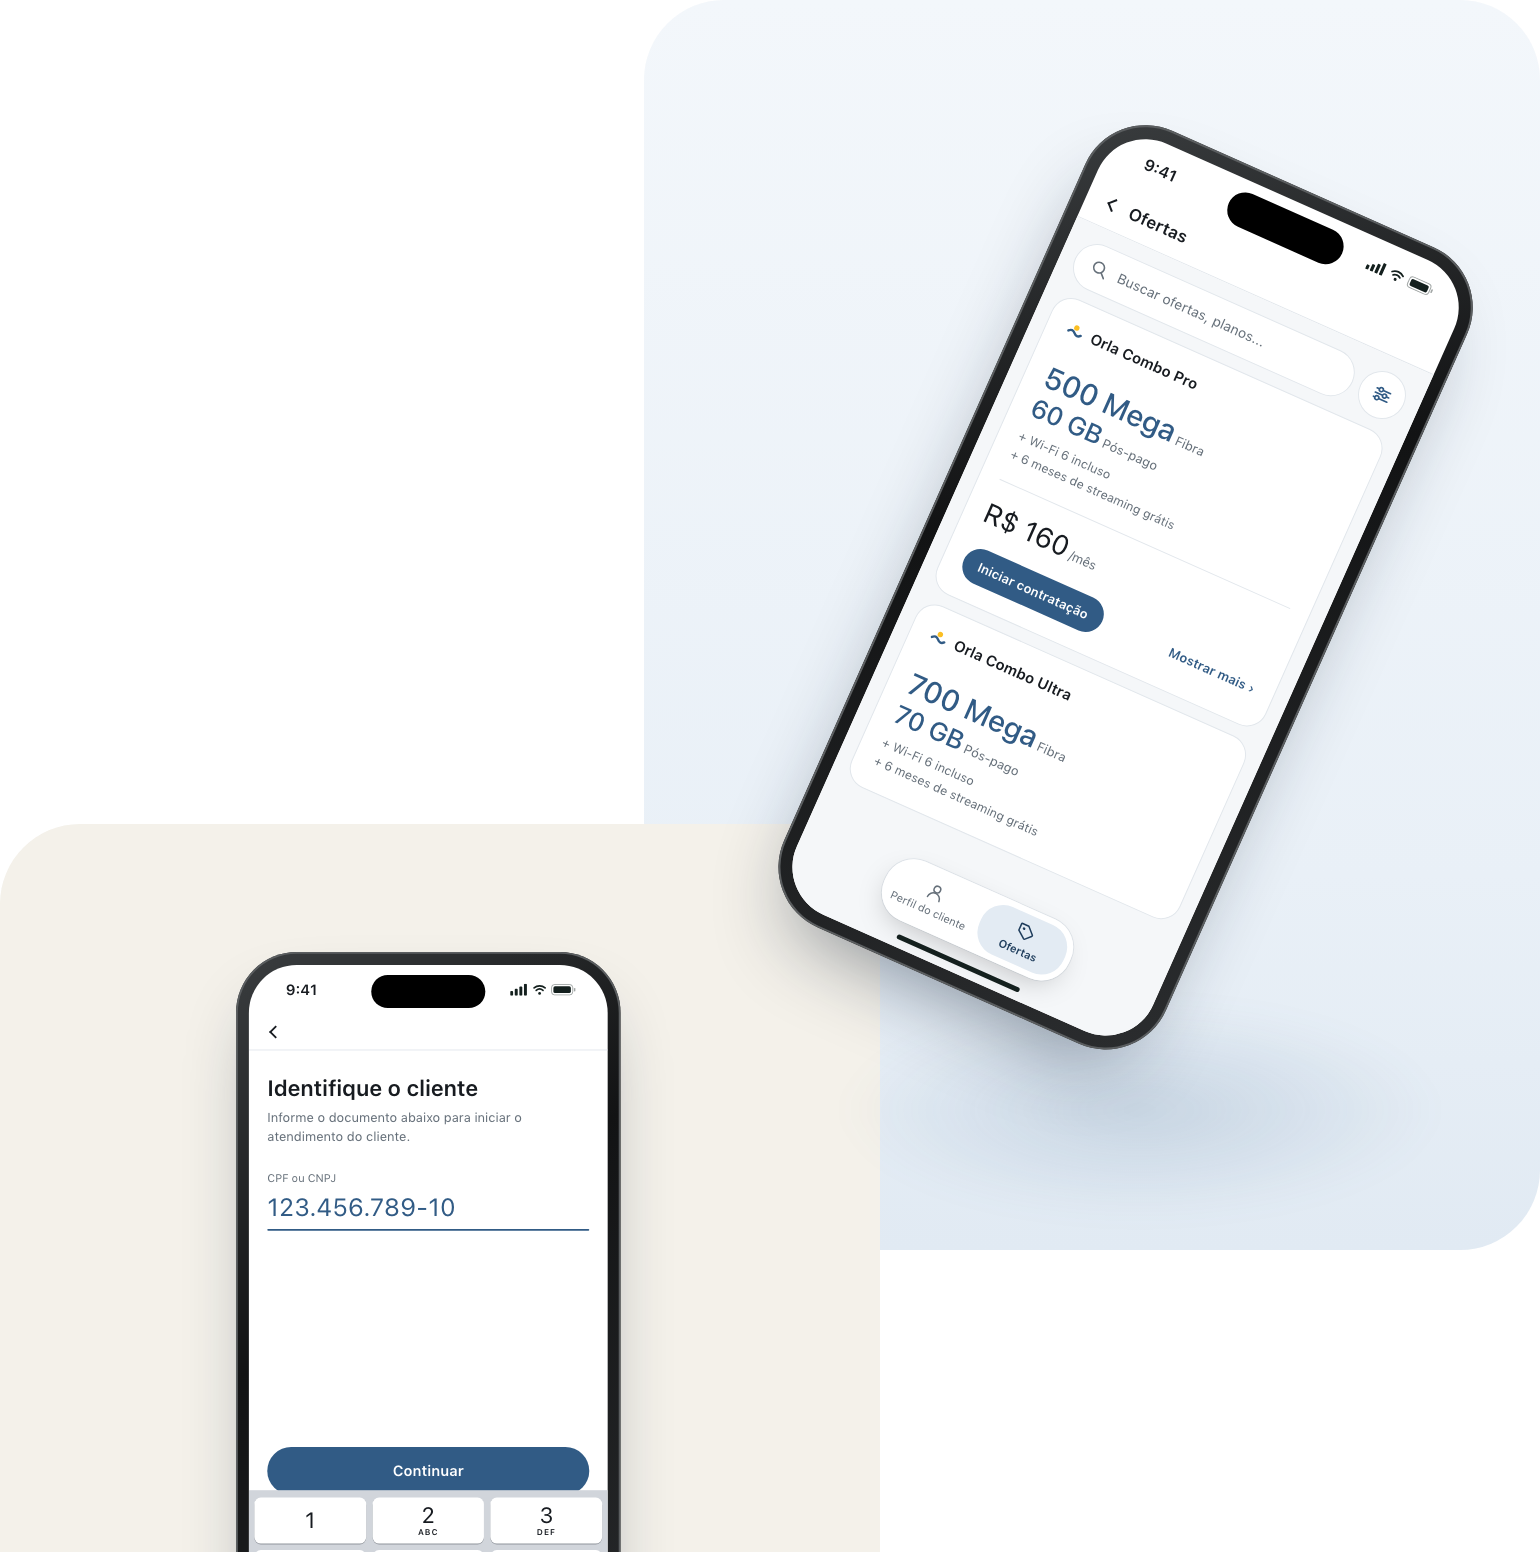 9:41
Ofertas
Buscar ofertas, planos...
Orla Combo Pro
500 Mega Fibra
60 GB Pós-pago
+ Wi-Fi 6 incluso
+ 6 meses de streaming grátis
R$ 160 /mês
Iniciar contratação
Mostrar mais ›
Orla Combo Ultra
700 Mega Fibra
70 GB Pós-pago
+ Wi-Fi 6 incluso
+ 6 meses de streaming grátis
Perfil do cliente
Ofertas
9:41
Identifique o cliente
Informe o documento abaixo para iniciar o
atendimento do cliente.
CPF ou CNPJ
123.456.789-10
Continuar
1 2 3
ABC DEF